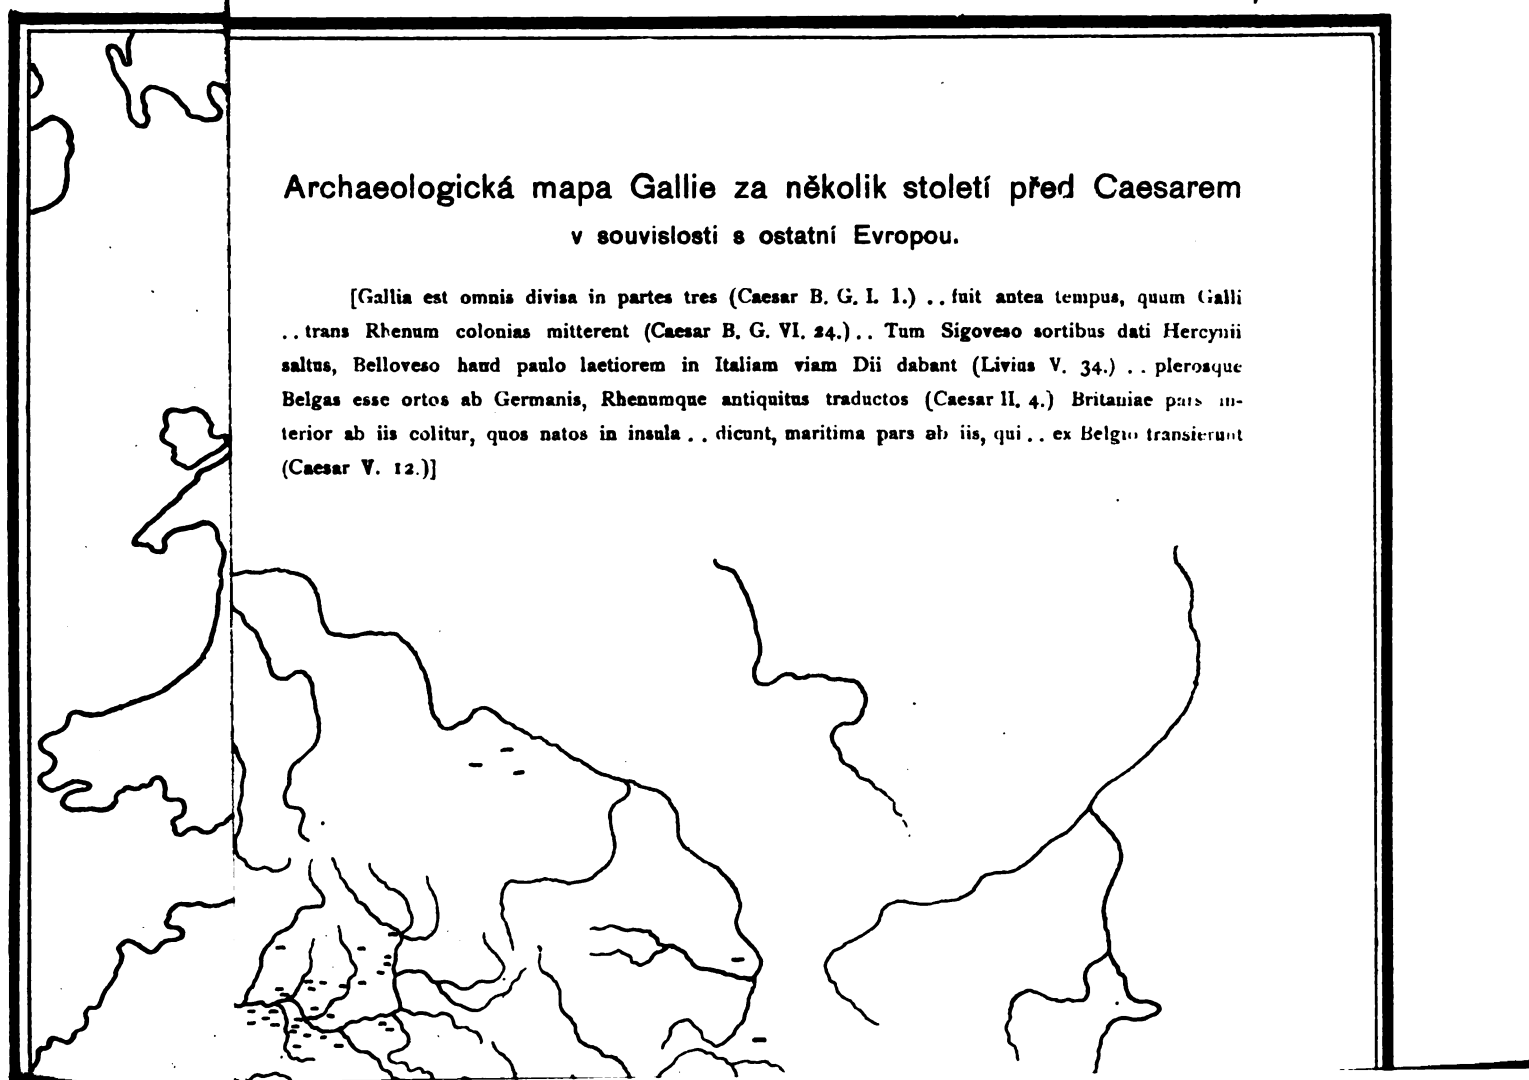 Archaeologická mapa Gallie za několik století před Caesarem
v souvislosti s ostatní Evropou.
[Gallia est omnis divisa in partes tres (Caesar B. G. I. 1.) .. fuit antea tempus, quum Galli
.. trans Rhenum colonias mitterent (Caesar B. G. VI. 24.) .. Tum Sigoveso sortibus dati Hercynii
saltus, Belloveso haud paulo laetiorem in Italiam viam Dii dabant (Livius V. 34.) .. plerosque
Belgas esse ortos ab Germanis, Rhenumque antiquitus traductos (Caesar II. 4.) Britaniae pars in-
terior ab iis colitur, quos natos in insula .. dicunt, maritima pars ab iis, qui .. ex Belgio transierunt
(Caesar V. 12.)]